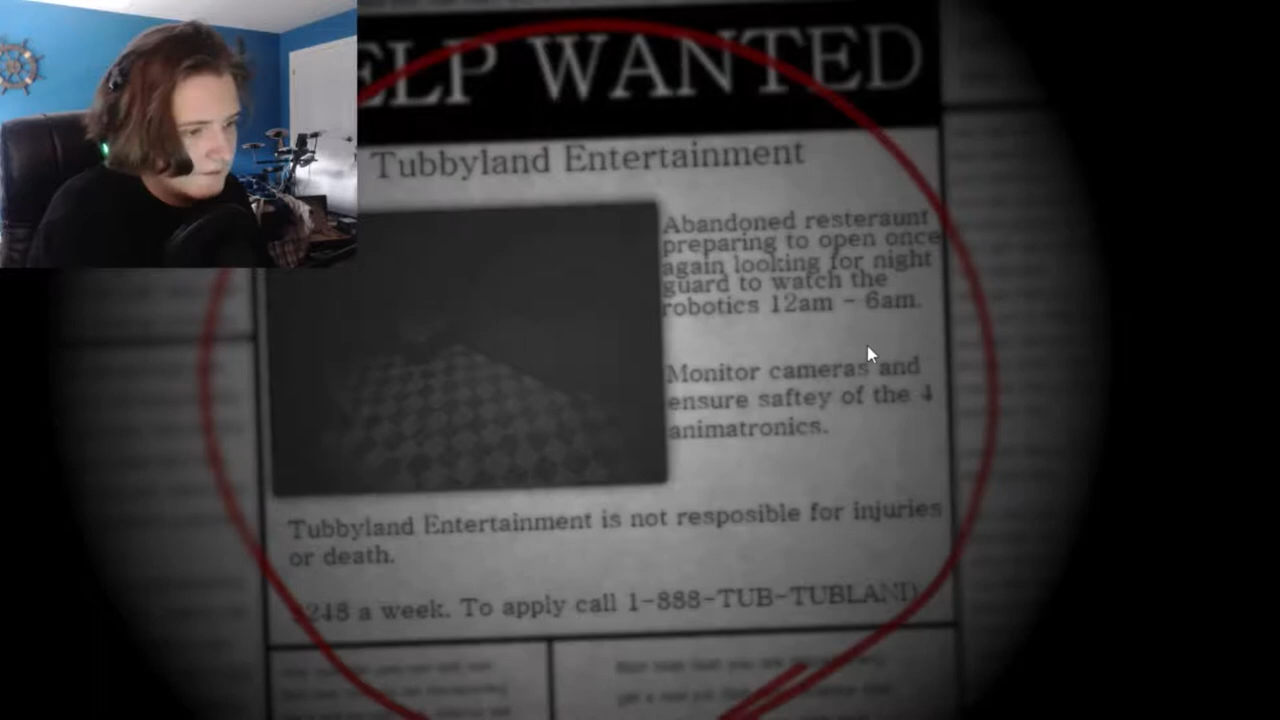 ELP WANTED
Tubbyland Entertainment
Abandoned resteraunt
preparing to open once
again looking for night
guard to watch the
robotics 12am - 6am.
Monitor cameras and
ensure saftey of the 4
animatronics.
Tubbyland Entertainment is not resposible for injuries
or death.
248 a week. To apply call 1-888-TUB-TUBLAND